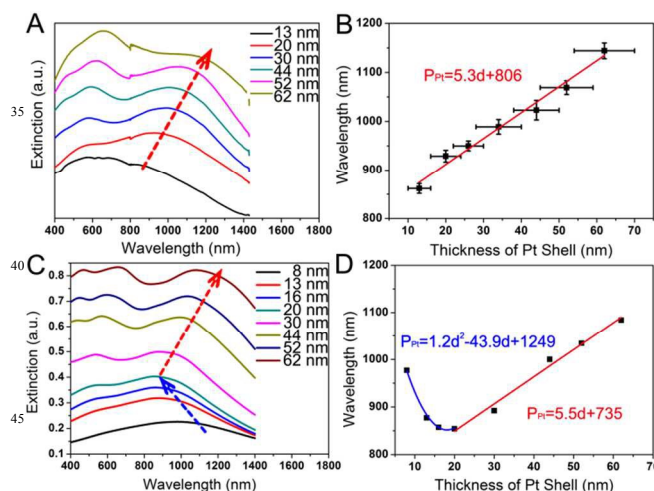 A
13 nm
20 nm
30 nm
44 nm
52 nm
62 nm
Extinction (a.u.)
35
400 600 800 1000 1200 1400 1600 1800
Wavelength (nm)
B
1200
1100
1000
900
800
Wavelength (nm)
P_Pt=5.3d+806
10 20 30 40 50 60 70
Thickness of Pt Shell (nm)
40
C
8 nm
13 nm
16 nm
20 nm
30 nm
44 nm
52 nm
62 nm
0.8
0.7
0.6
0.5
0.4
0.3
0.2
0.1
Extinction (a.u.)
45
400 600 800 1000 1200 1400 1600 1800
Wavelength (nm)
D
1200
1100
1000
900
800
Wavelength (nm)
P_Pt=1.2d²-43.9d+1249
P_Pt=5.5d+735
10 20 30 40 50 60 70
Thickness of Pt Shell (nm)